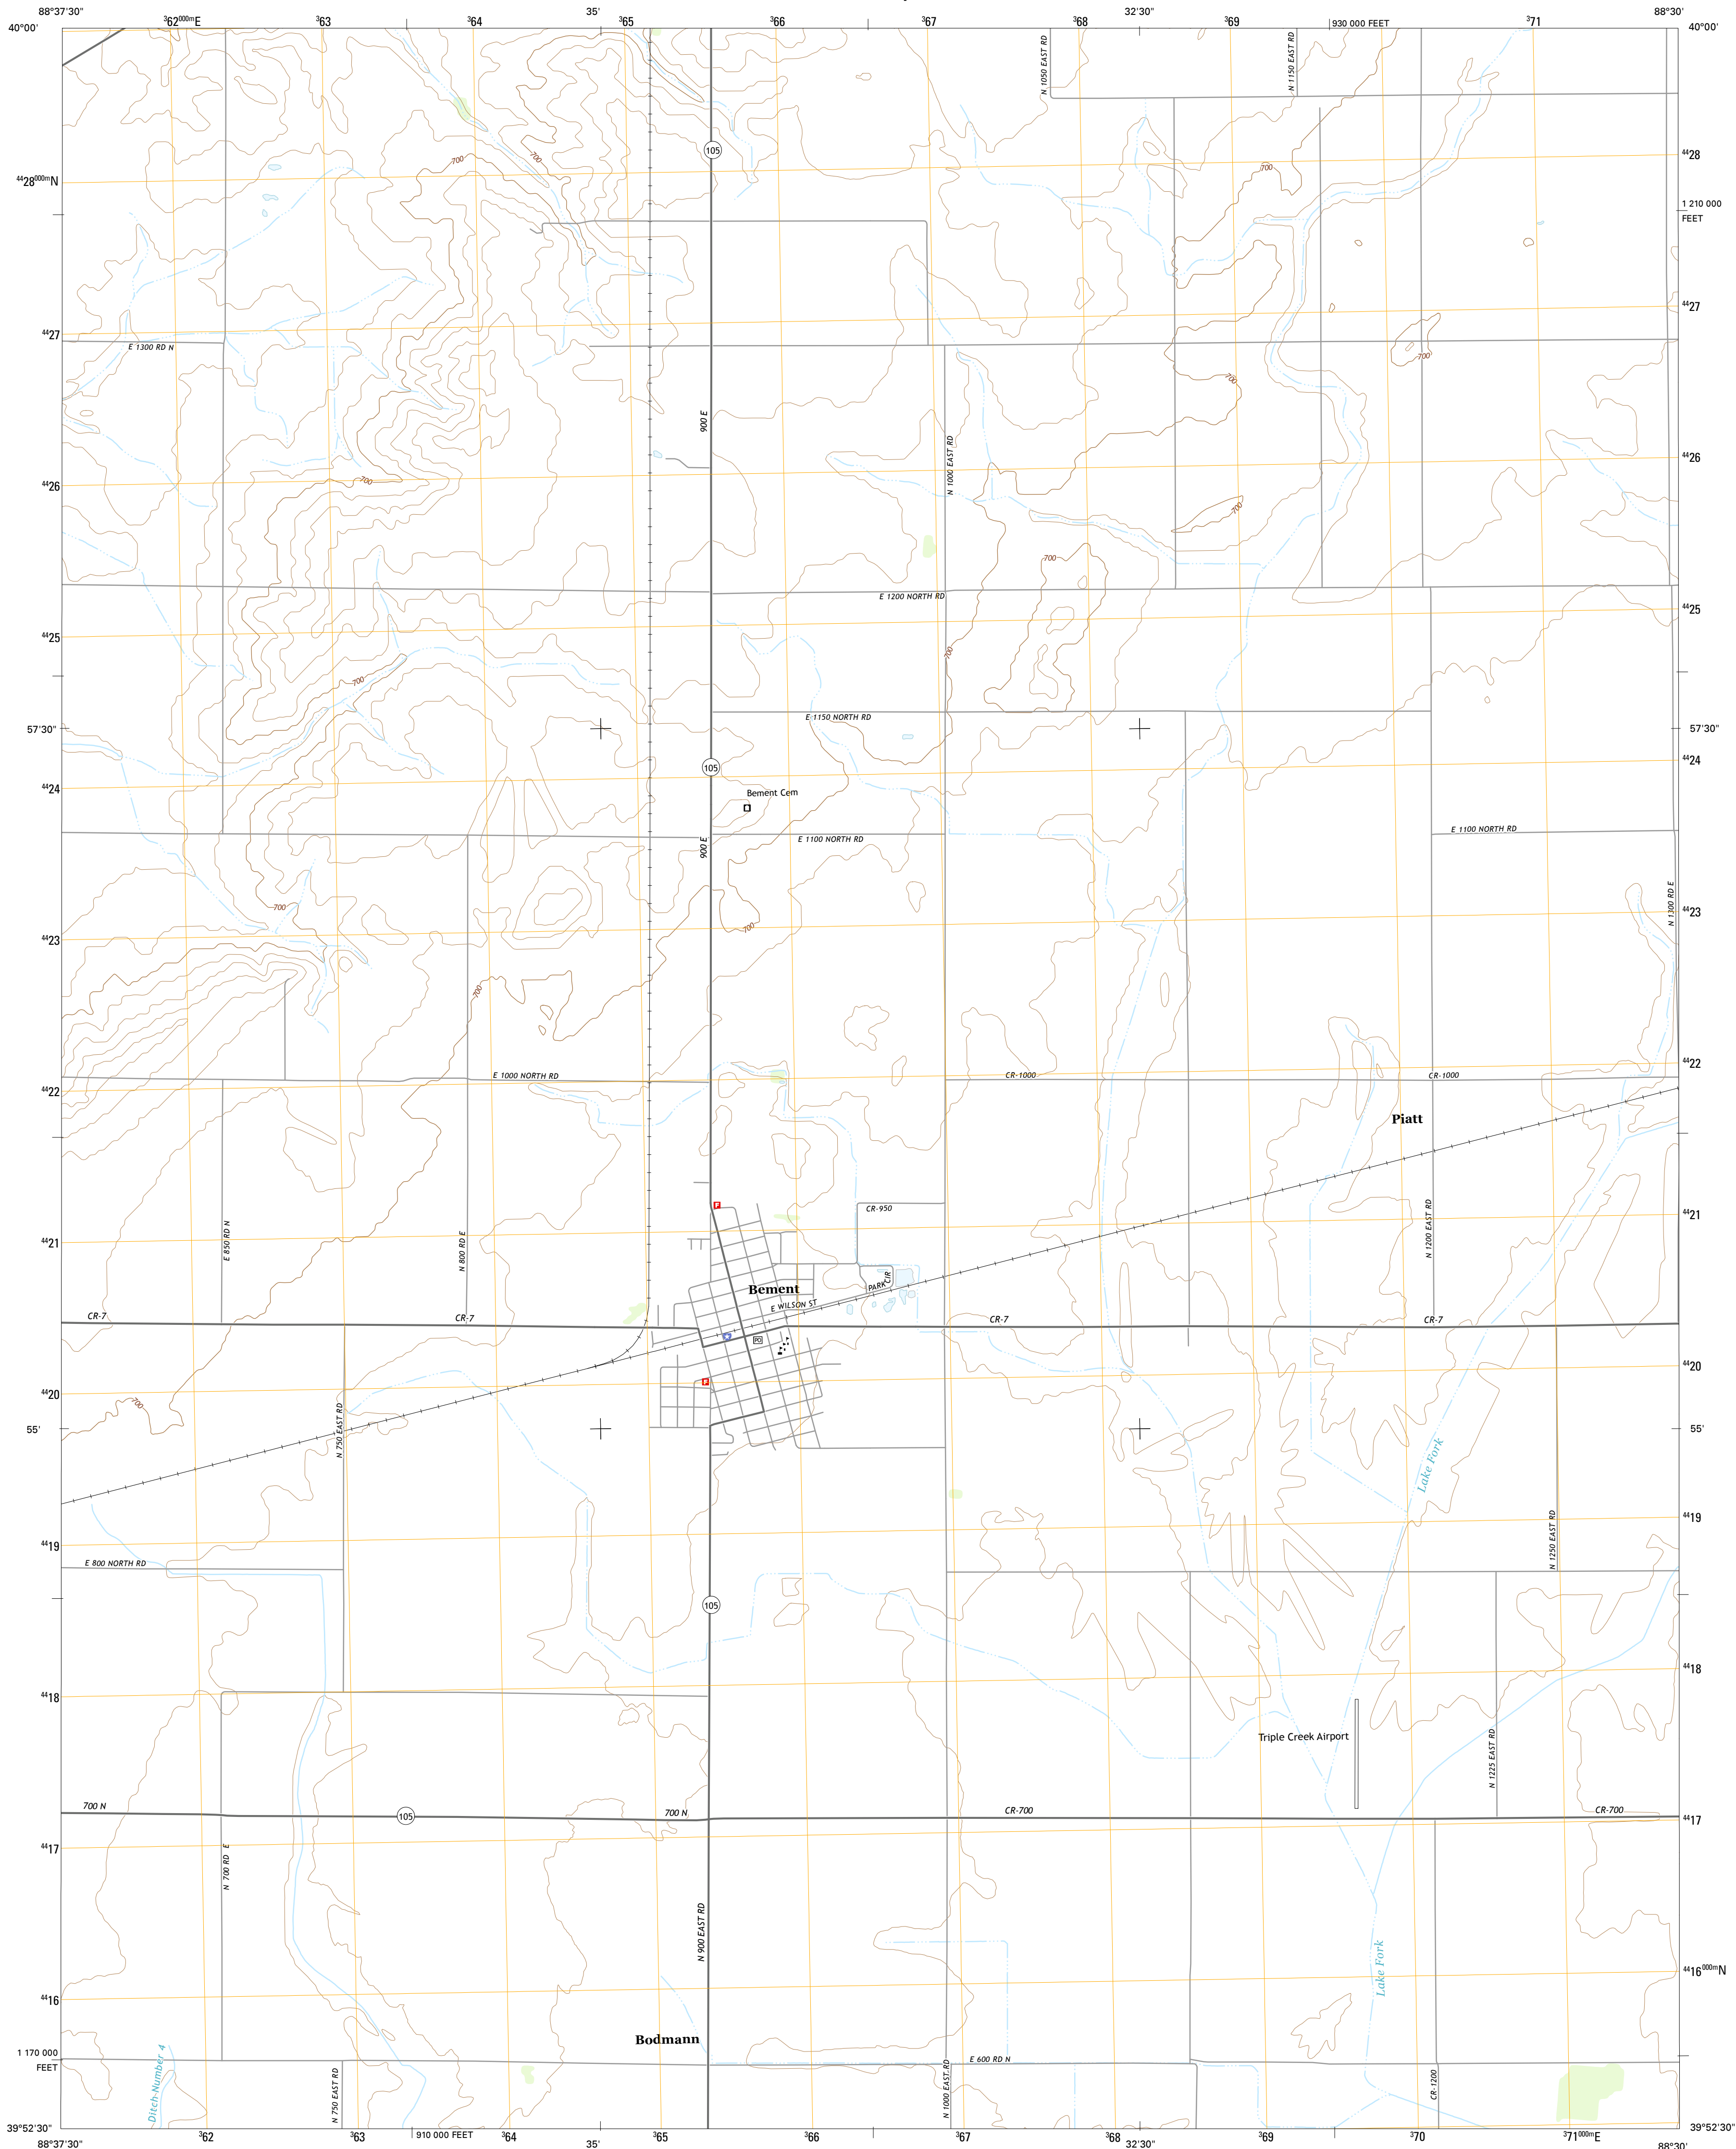 88°37'30"
³62⁰⁰⁰ᵐE
³63
³64
35'
³65
³66
³67
³68
32'30"
³69
930 000 FEET
³71
88°30'
40°00'
40°00'
N 1050 EAST RD
N 1150 EAST RD
105
700
700
700
⁴⁴28
⁴⁴28⁰⁰⁰ᵐN
1 210 000
FEET
⁴⁴27
⁴⁴27
E 1300 RD N
700
700
900 E
N 1000 EAST RD
⁴⁴26
⁴⁴26
700
700
700
E 1200 NORTH RD
⁴⁴25
⁴⁴25
700
700
E 1150 NORTH RD
57'30"
57'30"
105
⁴⁴24
⁴⁴24
Bement Cem
E 1100 NORTH RD
E 1100 NORTH RD
900 E
N 1300 RD E
700
700
⁴⁴23
⁴⁴23
700
⁴⁴22
⁴⁴22
E 1000 NORTH RD
CR-1000
CR-1000
Piatt
F
CR-950
⁴⁴21
⁴⁴21
E 850 RD N
N 800 RD E
N 1200 EAST RD
PARK CIR
Bement
E WILSON ST
CR-7
CR-7
CR-7
CR-7
PO
F
⁴⁴20
⁴⁴20
700
N 750 EAST RD
55'
55'
Lake Fork
⁴⁴19
⁴⁴19
N 1250 EAST RD
E 800 NORTH RD
105
⁴⁴18
⁴⁴18
Triple Creek Airport
N 1225 EAST RD
700 N
105
700 N
CR-700
CR-700
⁴⁴17
⁴⁴17
N 700 RD E
N 900 EAST RD
Lake Fork
⁴⁴16⁰⁰⁰ᵐN
⁴⁴16
Bodmann
1 170 000
FEET
E 600 RD N
Ditch Number 4
N 750 EAST RD
N 1000 EAST RD
CR-1200
39°52'30"
39°52'30"
88°37'30"
³62
³63
910 000 FEET
³64
35'
³65
³66
³67
³68
32'30"
³69
³70
³71⁰⁰⁰ᵐE
88°30'